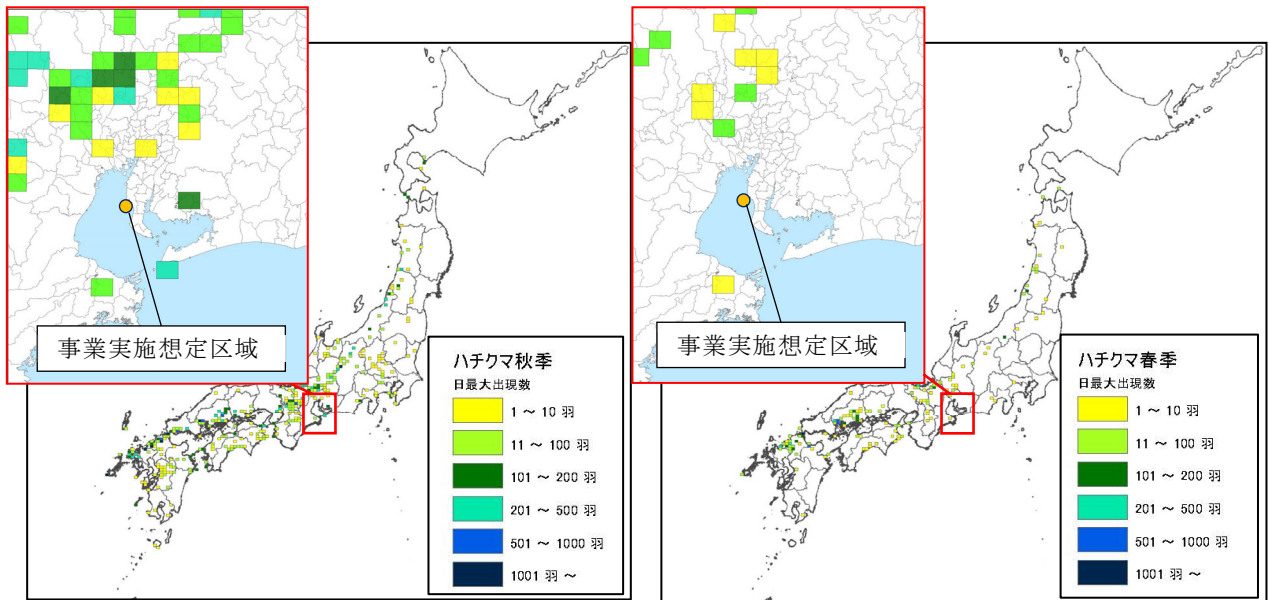 事業実施想定区域
ハチクマ秋季
日最大出現数
1 ～ 10 羽
11 ～ 100 羽
101 ～ 200 羽
201 ～ 500 羽
501 ～ 1000 羽
1001 羽 ～
事業実施想定区域
ハチクマ春季
日最大出現数
1 ～ 10 羽
11 ～ 100 羽
101 ～ 200 羽
201 ～ 500 羽
501 ～ 1000 羽
1001 羽 ～